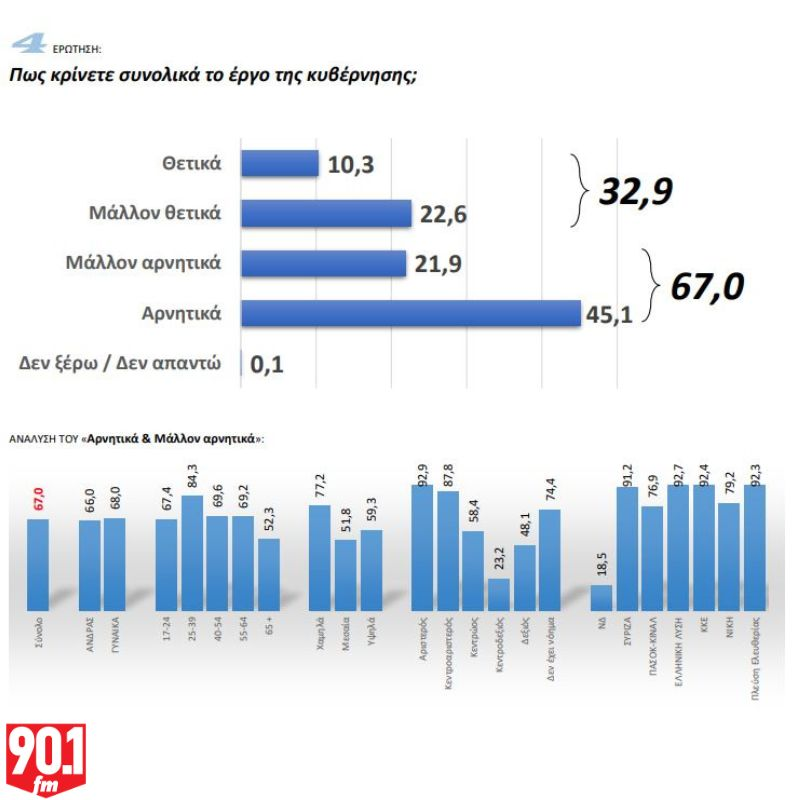 4 ΕΡΩΤΗΣΗ:
Πως κρίνετε συνολικά το έργο της κυβέρνησης;
Θετικά 10,3
32,9
Μάλλον θετικά 22,6
Μάλλον αρνητικά 21,9
67,0
Αρνητικά 45,1
Δεν ξέρω / Δεν απαντώ 0,1
ΑΝΑΛΥΣΗ ΤΟΥ «Αρνητικά & Μάλλον αρνητικά»:
67,0 66,0 68,0 67,4 84,3 69,6 69,2 52,3 77,2 51,8 59,3 92,9 87,8 58,4 23,2 48,1 74,4 18,5 91,2 76,9 92,7 92,4 79,2 92,3
Σύνολο ΑΝΔΡΑΣ ΓΥΝΑΙΚΑ 17-24 25-39 40-54 55-64 65 + Χαμηλά Μεσαία Υψηλά Αριστερός Κεντροαριστερός Κεντρώος Κεντροδεξιός Δεξιός Δεν έχει νόημα ΝΔ ΣΥΡΙΖΑ ΠΑΣΟΚ-ΚΙΝΑΛ ΕΛΛΗΝΙΚΗ ΛΥΣΗ ΚΚΕ ΝΙΚΗ Πλεύση Ελευθερίας
90.1
fm